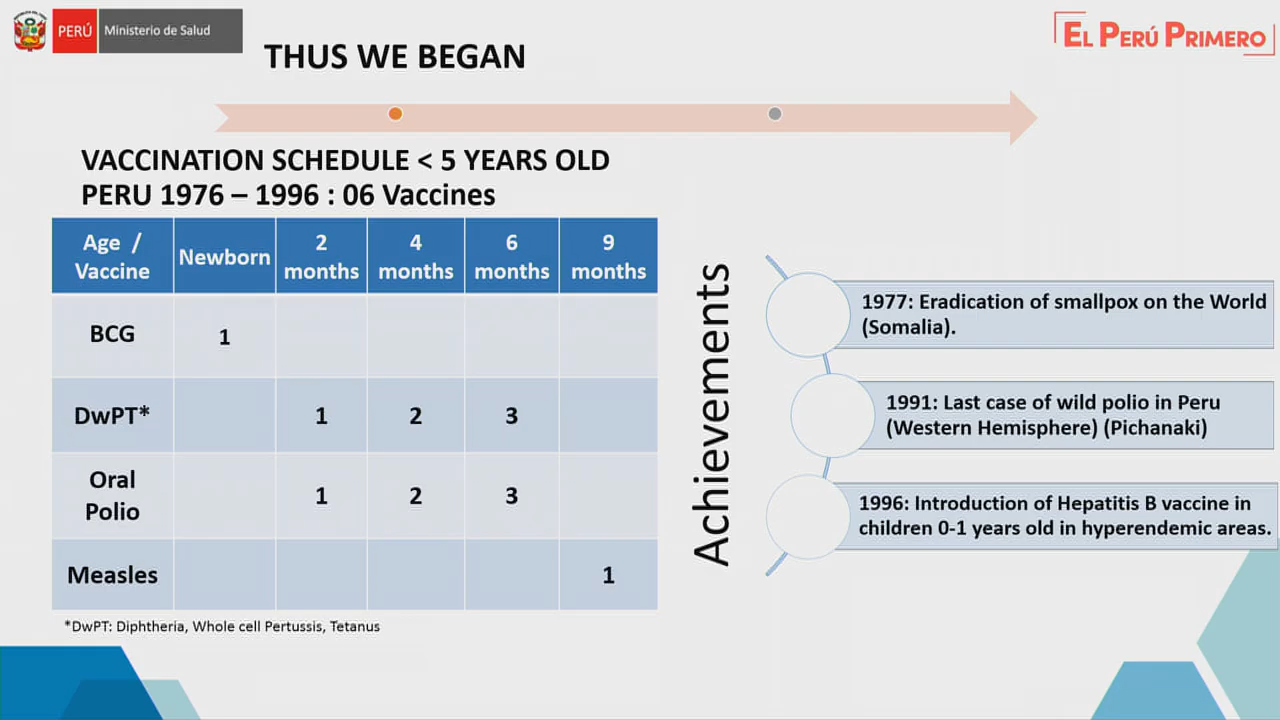 PERÚ
Ministerio de Salud
EL PERÚ PRIMERO
THUS WE BEGAN
VACCINATION SCHEDULE < 5 YEARS OLD
PERU 1976 – 1996 : 06 Vaccines
Age / Vaccine Newborn 2 months 4 months 6 months 9 months
BCG 1
DwPT* 1 2 3
Oral Polio 1 2 3
Measles 1
*DwPT: Diphtheria, Whole cell Pertussis, Tetanus
Achievements
1977: Eradication of smallpox on the World
(Somalia).
1991: Last case of wild polio in Peru
(Western Hemisphere) (Pichanaki)
1996: Introduction of Hepatitis B vaccine in
children 0-1 years old in hyperendemic areas.